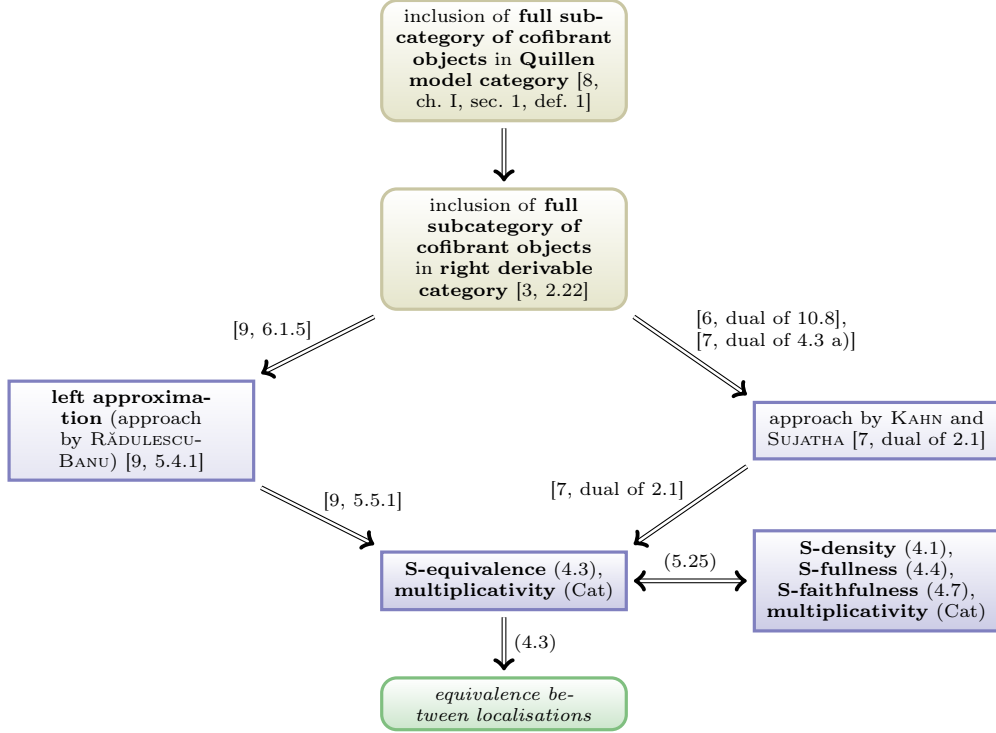 inclusion of full sub-
category of cofibrant
objects in Quillen
model category [8,
ch. I, sec. 1, def. 1]
inclusion of full
subcategory of
cofibrant objects
in right derivable
category [3, 2.22]
[9, 6.1.5]
[6, dual of 10.8],
[7, dual of 4.3 a)]
left approxima-
tion (approach
by RĂDULESCU-
BANU) [9, 5.4.1]
approach by KAHN and
SUJATHA [7, dual of 2.1]
[9, 5.5.1]
[7, dual of 2.1]
S-equivalence (4.3),
multiplicativity (Cat)
(5.25)
S-density (4.1),
S-fullness (4.4),
S-faithfulness (4.7),
multiplicativity (Cat)
(4.3)
equivalence be-
tween localisations